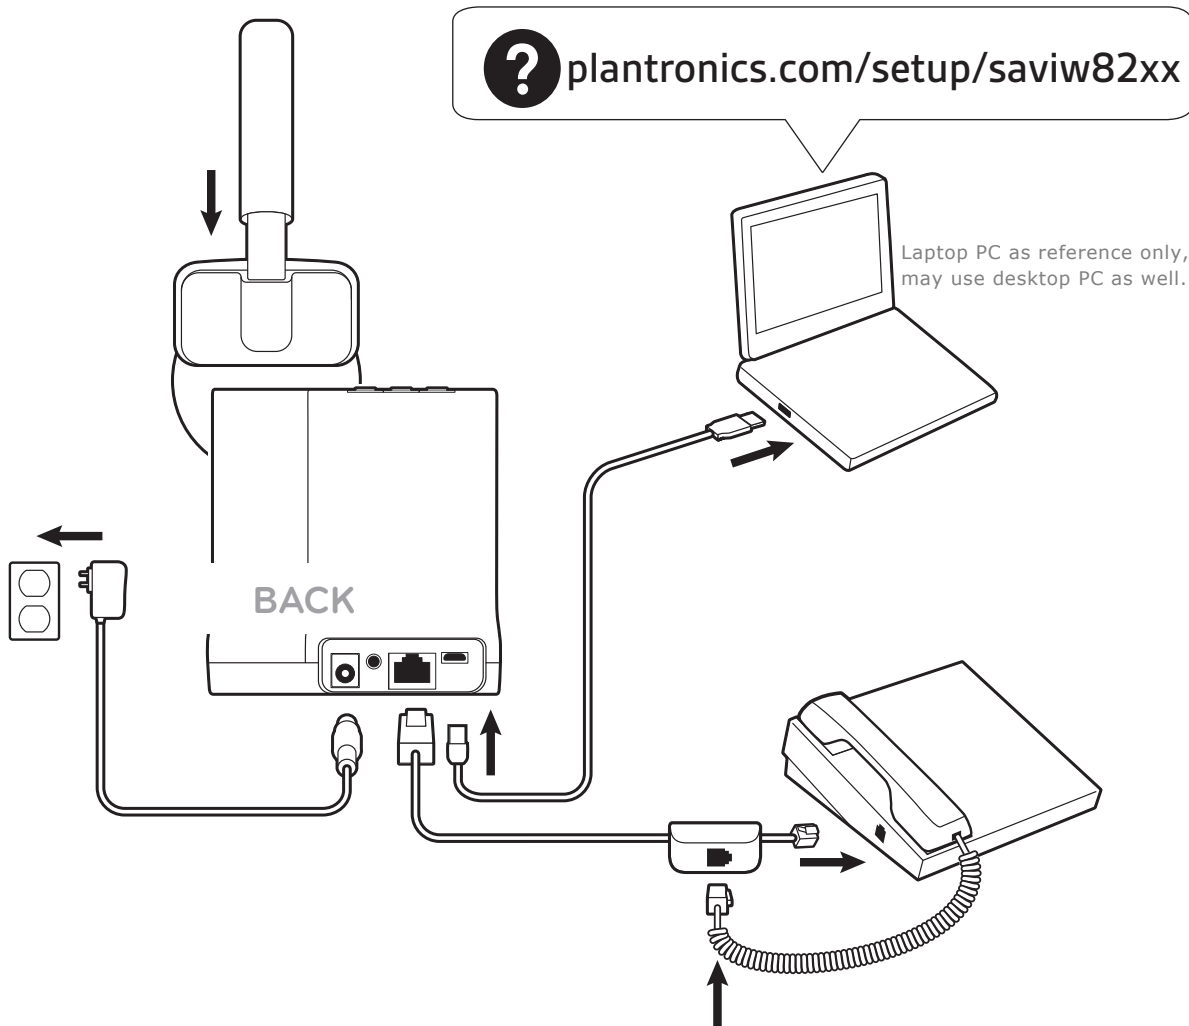 ? plantronics.com/setup/saviw82xx
Laptop PC as reference only,
may use desktop PC as well.
BACK